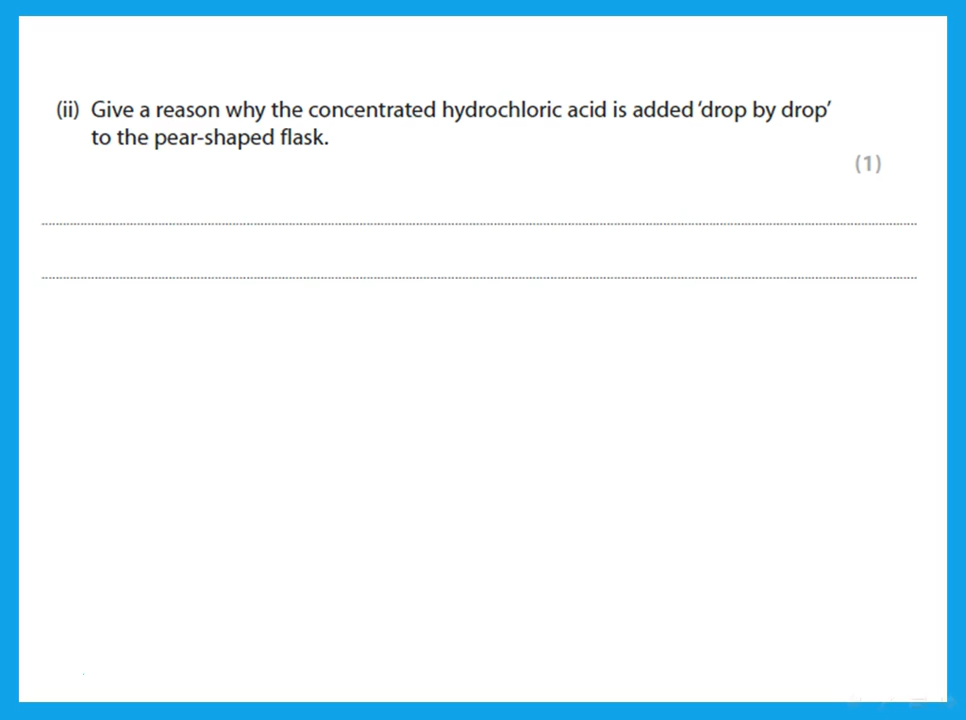 (ii) Give a reason why the concentrated hydrochloric acid is added ‘drop by drop’
to the pear-shaped flask.
(1)